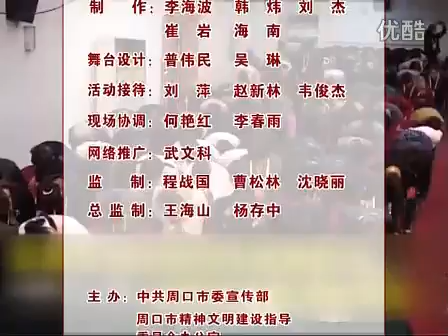 制　　作：李海波　韩　炜　刘　杰
崔　岩　海　南
优酷
舞台设计：普伟民　吴　琳
活动接待：刘　萍　赵新林　韦俊杰
现场协调：何艳红　李春雨
网络推广：武文科
监　　制：程战国　曹松林　沈晓丽
总 监 制：王海山　杨存中
主 办：中共周口市委宣传部
周口市精神文明建设指导